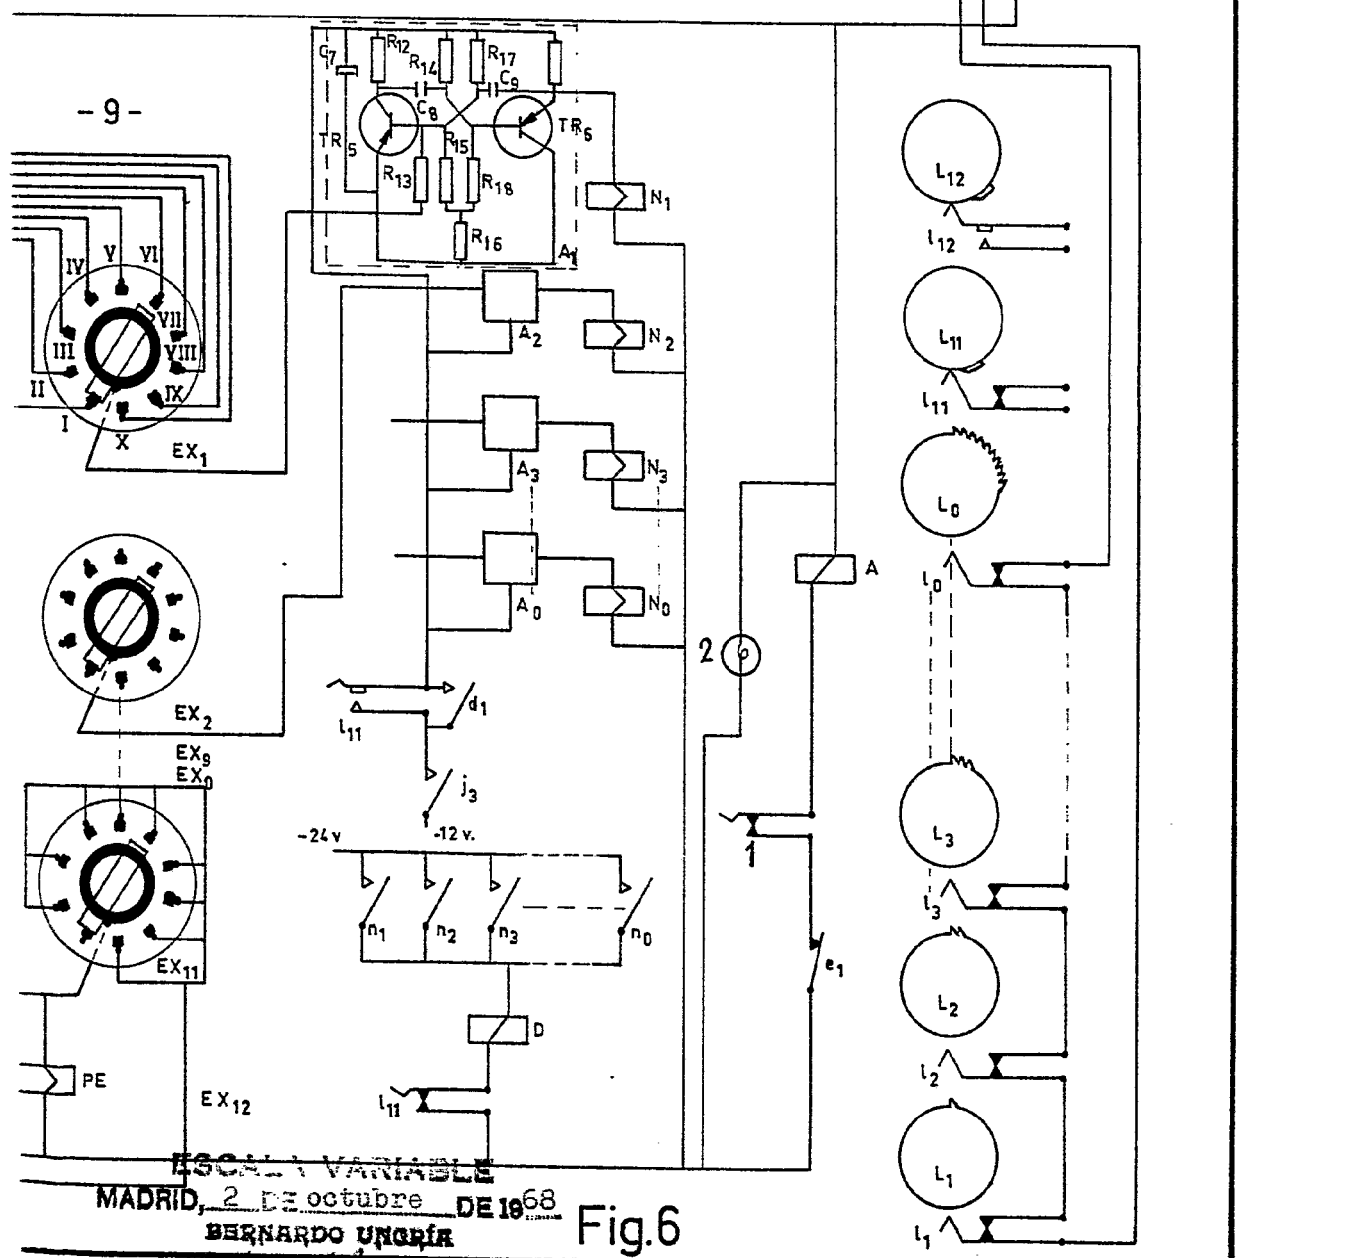 -9-
C7
R12
R14
R17
C9
C8
TR5
R15
TR6
R13
R18
R16
A1
N1
L12
l12
IV
V
VI
VII
III
VIII
II
IX
I
X
EX1
A2
N2
L11
l11
A3
N3
L0
l0
A0
N0
A
2
EX2
EX9
EX0
l11
d1
j3
-24v
-12v.
1
L3
l3
n1
n2
n3
n0
EX11
e1
L2
l2
D
PE
l11
EX12
L1
l1
ESCALA VARIABLE
MADRID, 2 DE octubre DE 1968
BERNARDO UNGRÍA
Fig.6